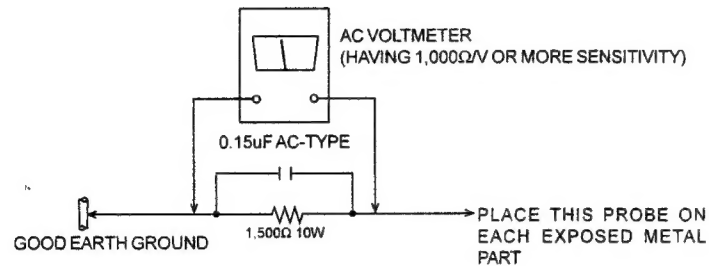 AC VOLTMETER
(HAVING 1,000Ω/V OR MORE SENSITIVITY)
0.15uF AC-TYPE
1,500Ω 10W
GOOD EARTH GROUND
PLACE THIS PROBE ON
EACH EXPOSED METAL
PART